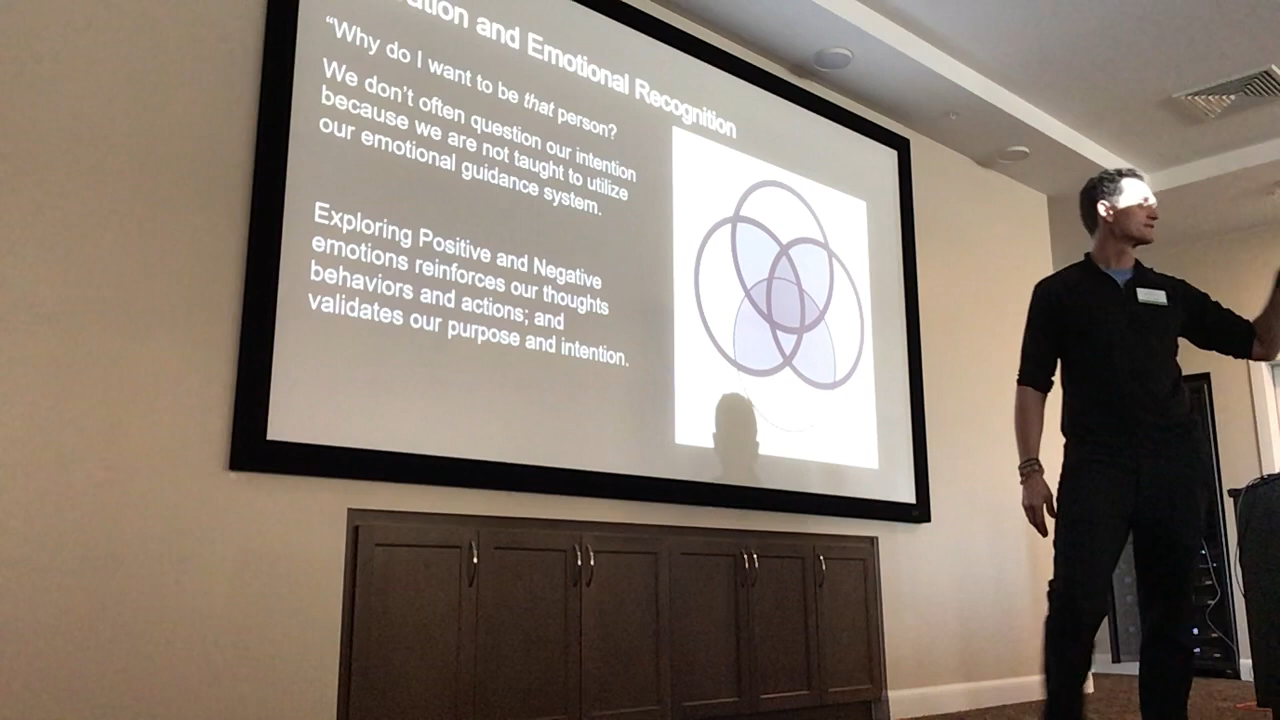 and Emotional Recognition
“Why do I want to be that person?
We don’t often question our intention
because we are not taught to utilize
our emotional guidance system.
Exploring Positive and Negative
emotions reinforces our thoughts
behaviors and actions; and
validates our purpose and intention.